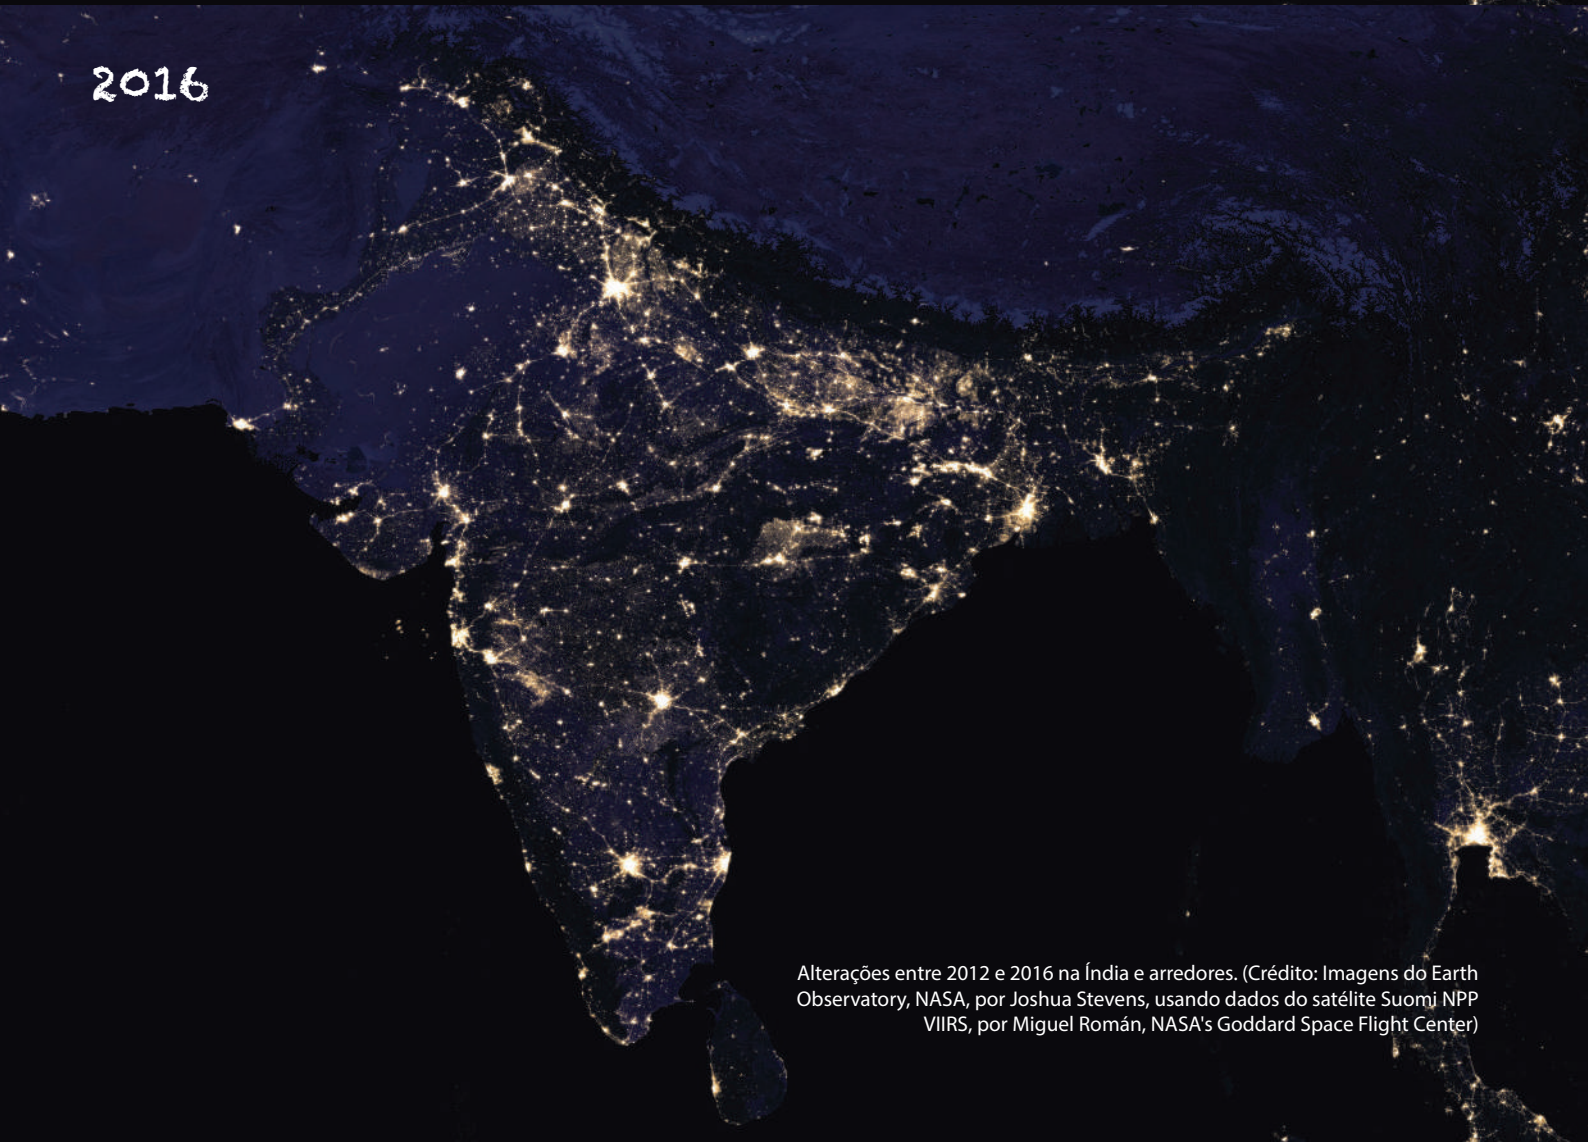 2016
Alterações entre 2012 e 2016 na Índia e arredores. (Crédito: Imagens do Earth
Observatory, NASA, por Joshua Stevens, usando dados do satélite Suomi NPP
VIIRS, por Miguel Román, NASA's Goddard Space Flight Center)